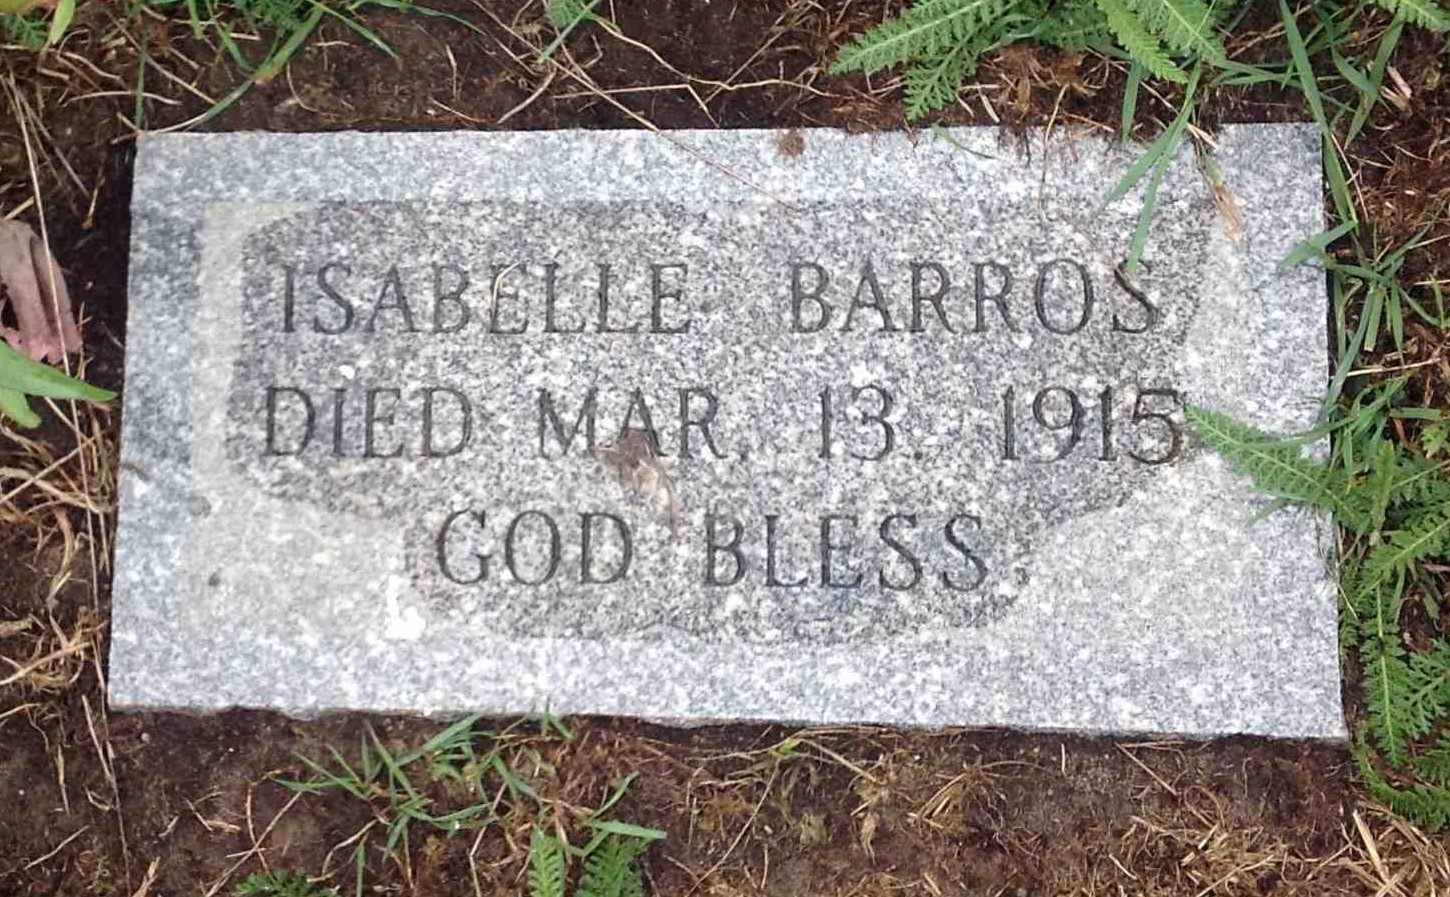 ISABELLE BARROS
DIED MAR. 13 1915
GOD BLESS